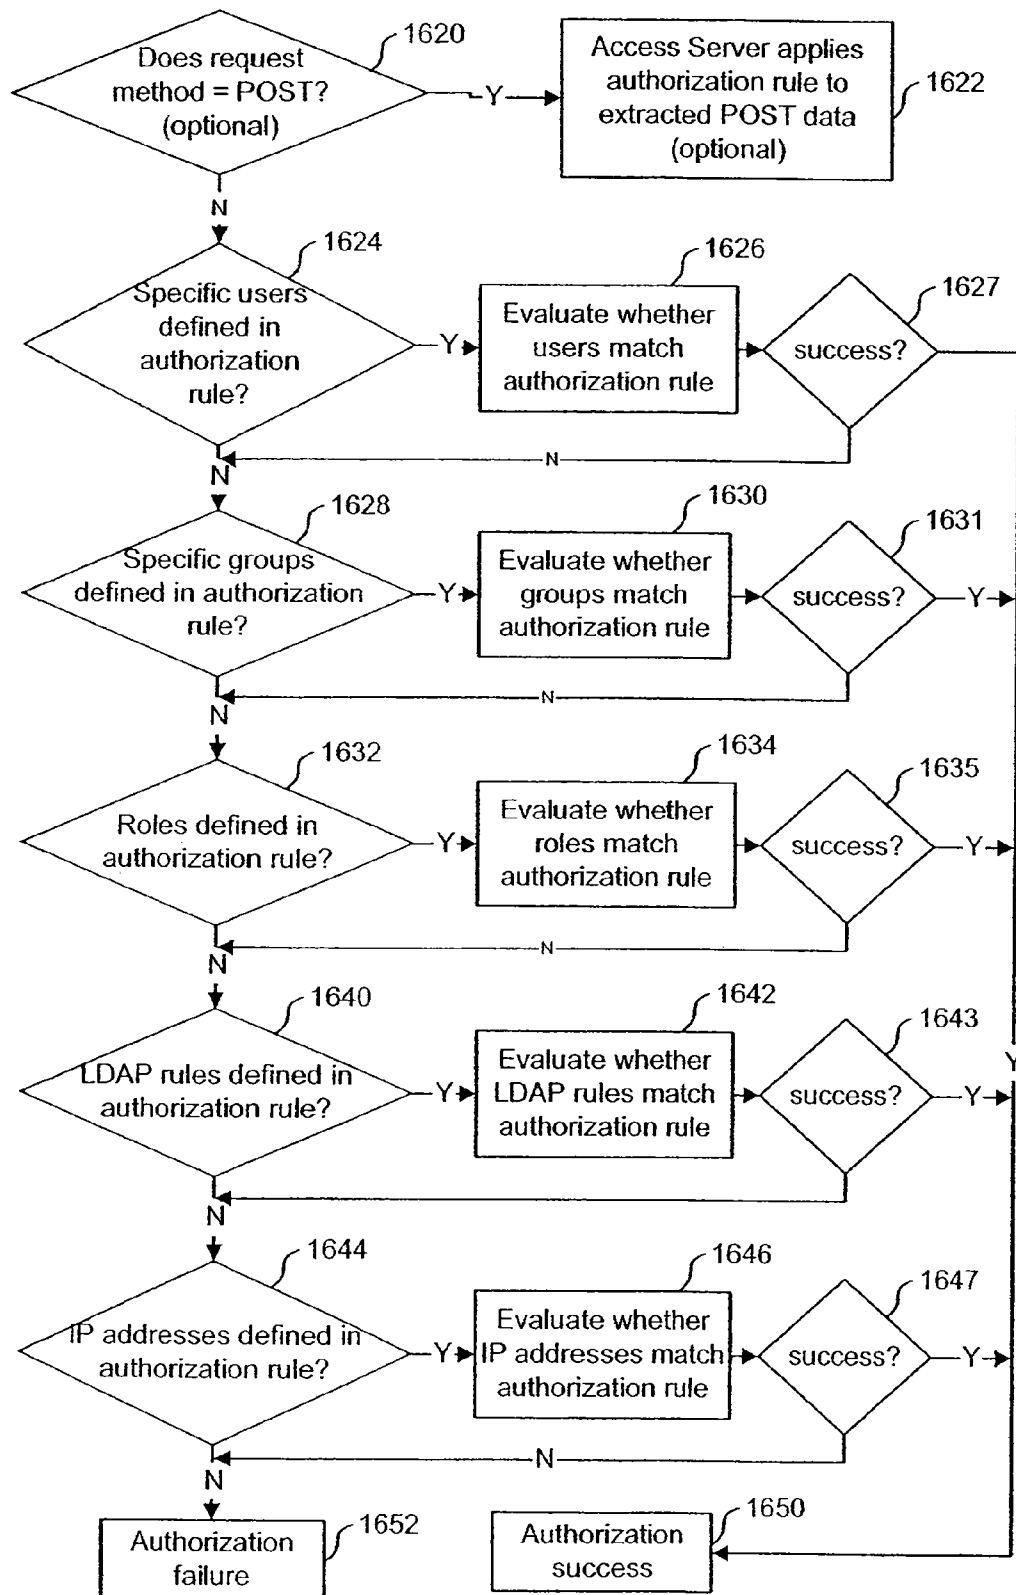 1620
Does request
method = POST?
(optional)
Y
Access Server applies
authorization rule to
extracted POST data
(optional)
1622
N
1624
Specific users
defined in
authorization
rule?
Y
1626
Evaluate whether
users match
authorization rule
1627
success?
N
N
1628
Specific groups
defined in authorization
rule?
Y
1630
Evaluate whether
groups match
authorization rule
1631
success?
Y
N
N
1632
Roles defined in
authorization rule?
Y
1634
Evaluate whether
roles match
authorization rule
1635
success?
Y
N
N
1640
LDAP rules defined in
authorization rule?
Y
1642
Evaluate whether
LDAP rules match
authorization rule
1643
success?
Y
Y
N
1644
IP addresses defined in
authorization rule?
Y
1646
Evaluate whether
IP addresses match
authorization rule
1647
success?
Y
N
N
Authorization
failure
1652
Authorization
success
1650